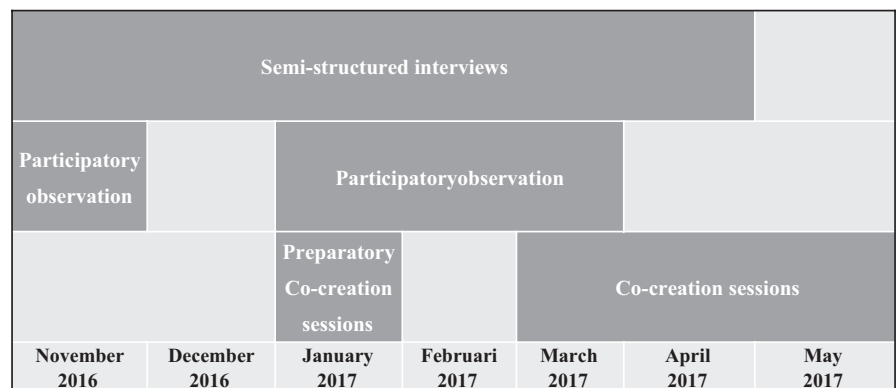 Semi-structured interviews
Participatory
observation
Participatoryobservation
Preparatory
Co-creation
sessions
Co-creation sessions
November
2016
December
2016
January
2017
Februari
2017
March
2017
April
2017
May
2017